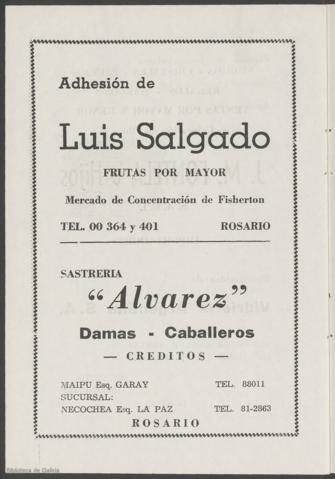 Adhesión de
Luis Salgado
FRUTAS POR MAYOR
Mercado de Concentración de Fisherton
TEL. 00 364 y 401 ROSARIO
SASTRERIA
"Alvarez"
Damas - Caballeros
— CREDITOS —
MAIPU Esq. GARAY TEL. 88011
SUCURSAL:
NECOCHEA Esq. LA PAZ TEL. 81-2863
ROSARIO
Biblioteca de Galicia